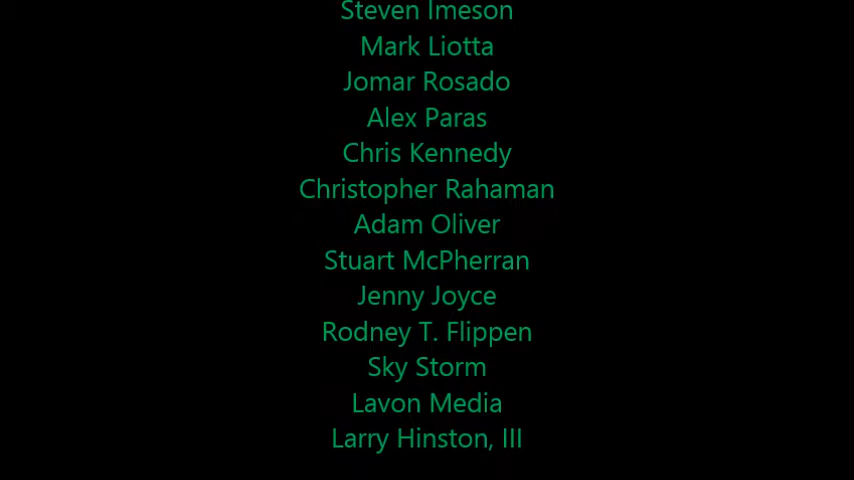 Steven Imeson
Mark Liotta
Jomar Rosado
Alex Paras
Chris Kennedy
Christopher Rahaman
Adam Oliver
Stuart McPherran
Jenny Joyce
Rodney T. Flippen
Sky Storm
Lavon Media
Larry Hinston, III